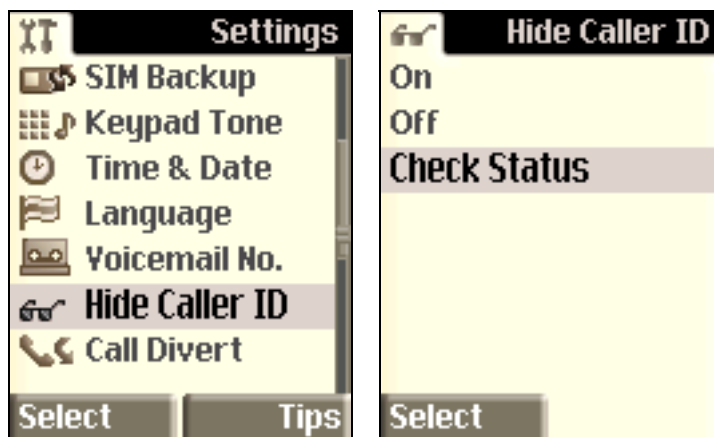 Settings
SIM Backup
Keypad Tone
Time & Date
Language
Voicemail No.
Hide Caller ID
Call Divert
Select Tips
Hide Caller ID
On
Off
Check Status
Select